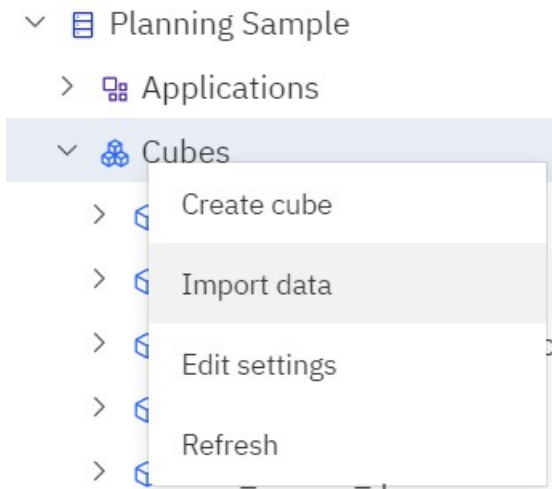 Planning Sample
Applications
Cubes
Create cube
Import data
Edit settings
Refresh